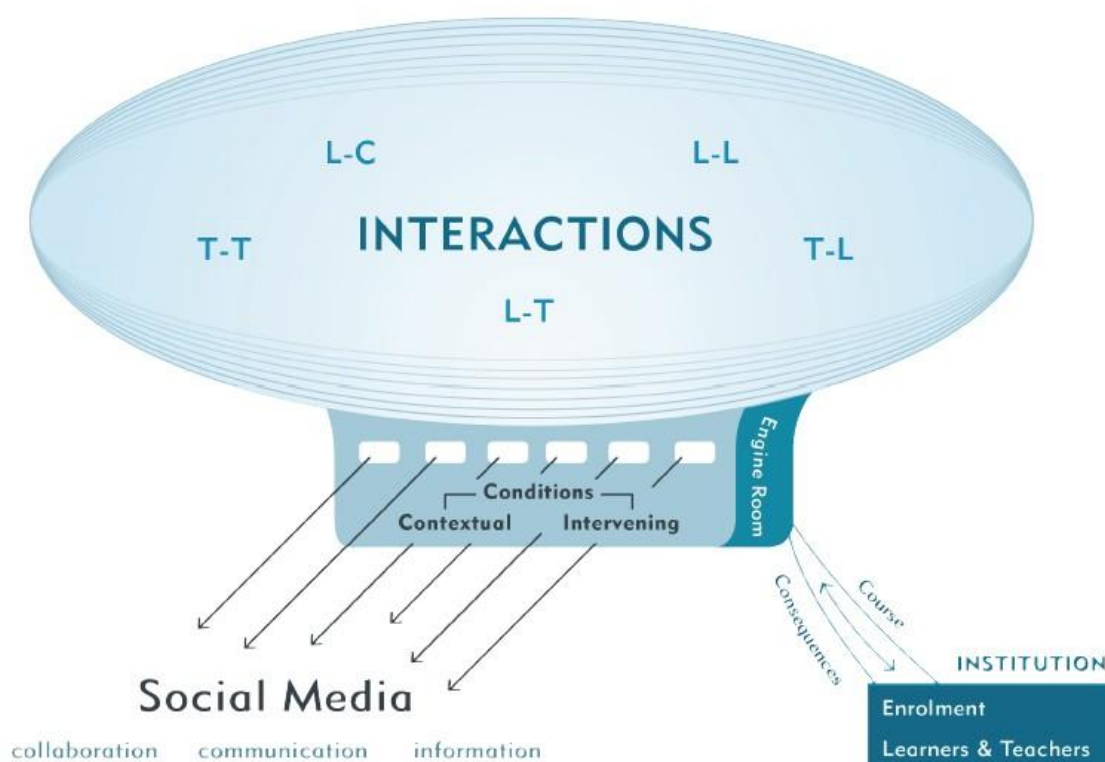 L-C
L-L
INTERACTIONS
T-T
T-L
L-T
Engine Room
Conditions
Contextual
Intervening
Consequences
Course
INSTITUTION
Social Media
Enrolment
collaboration communication information
Learners & Teachers